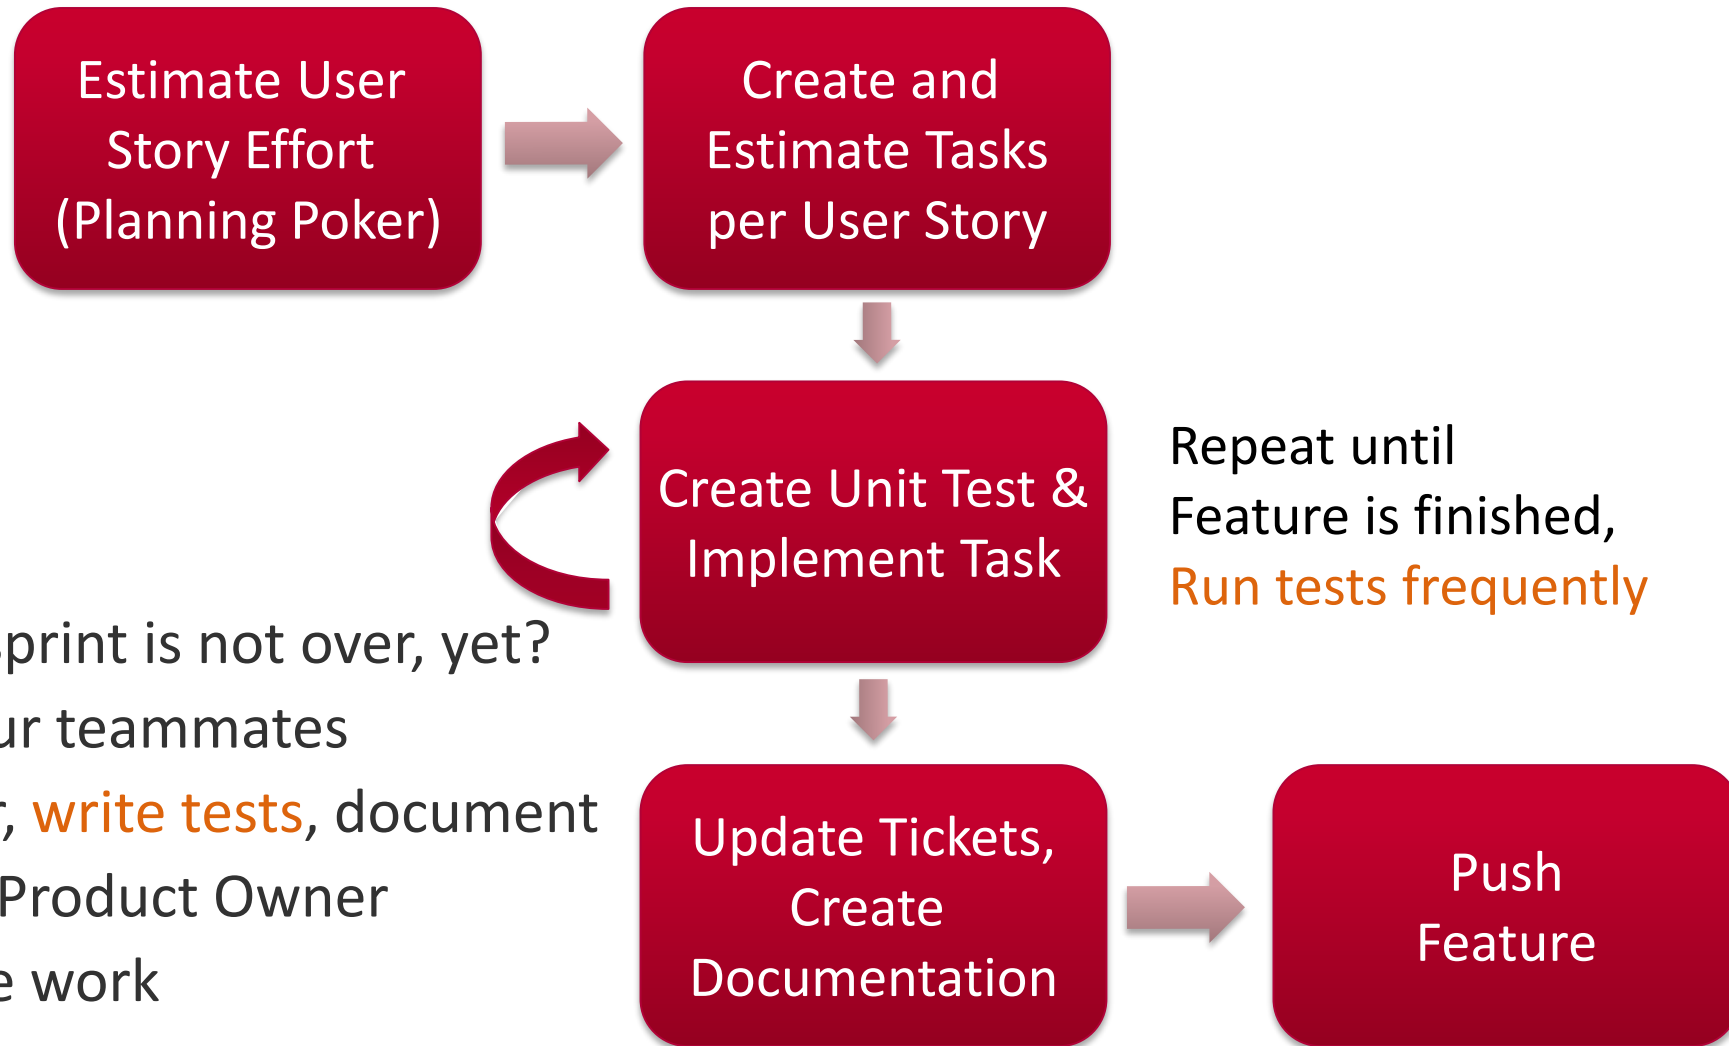 Estimate User
Story Effort
(Planning Poker)
Create and
Estimate Tasks
per User Story
Create Unit Test &
Implement Task
Repeat until
Feature is finished,
Run tests frequently
print is not over, yet?
ur teammates
, write tests, document
Product Owner
e work
Update Tickets,
Create
Documentation
Push
Feature